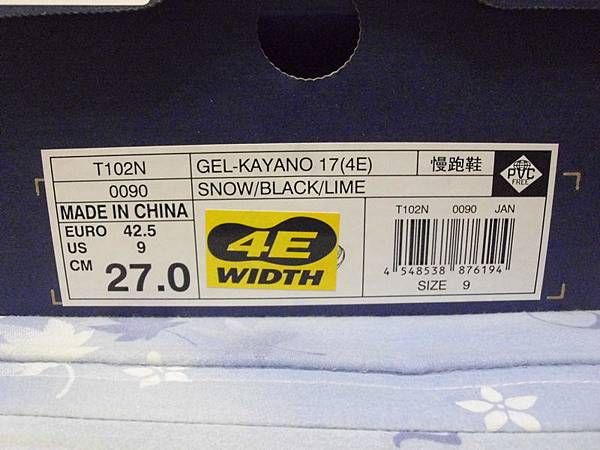 T102N
GEL-KAYANO 17(4E)
慢跑鞋
PVC
FREE
0090
SNOW/BLACK/LIME
MADE IN CHINA
EURO 42.5
US 9
CM 27.0
4E
WIDTH
T102N 0090 JAN
4 548538 876194
SIZE 9